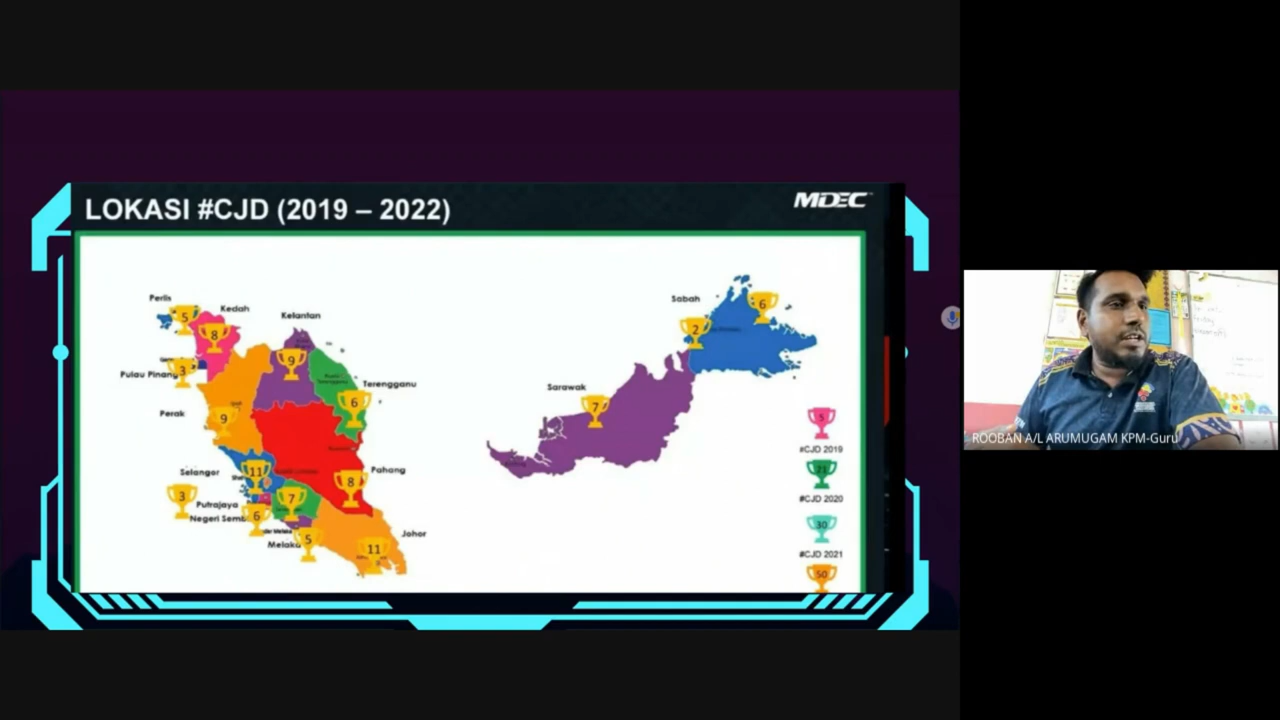 LOKASI #CJD (2019 – 2022)
MDEC
Perlis
5
Kedah
8
Kelantan
9
Pulau Pinang
3
Terengganu
6
Perak
9
Selangor
11
Pahang
8
3
Putrajaya
7
Negeri Semb
6
Melaka
5
Johor
11
Sabah
6
2
Sarawak
7
5
#CJD 2019
21
#CJD 2020
30
#CJD 2021
50
ROOBAN A/L ARUMUGAM KPM-Guru